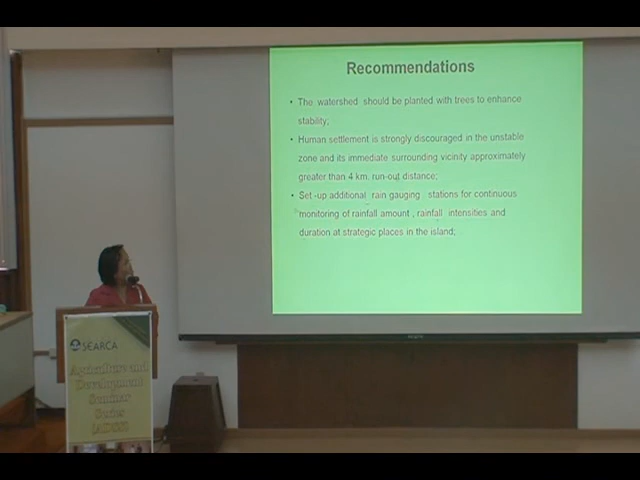 Recommendations
• The watershed should be planted with trees to enhance
stability;
• Human settlement is strongly discouraged in the unstable
zone and its immediate surrounding vicinity approximately
greater than 4 km. run-out distance;
• Set -up additional rain gauging stations for continuous
monitoring of rainfall amount , rainfall intensities and
duration at strategic places in the island;
SEARCA
Agriculture and
Development
Seminar
Series
(ADSS)